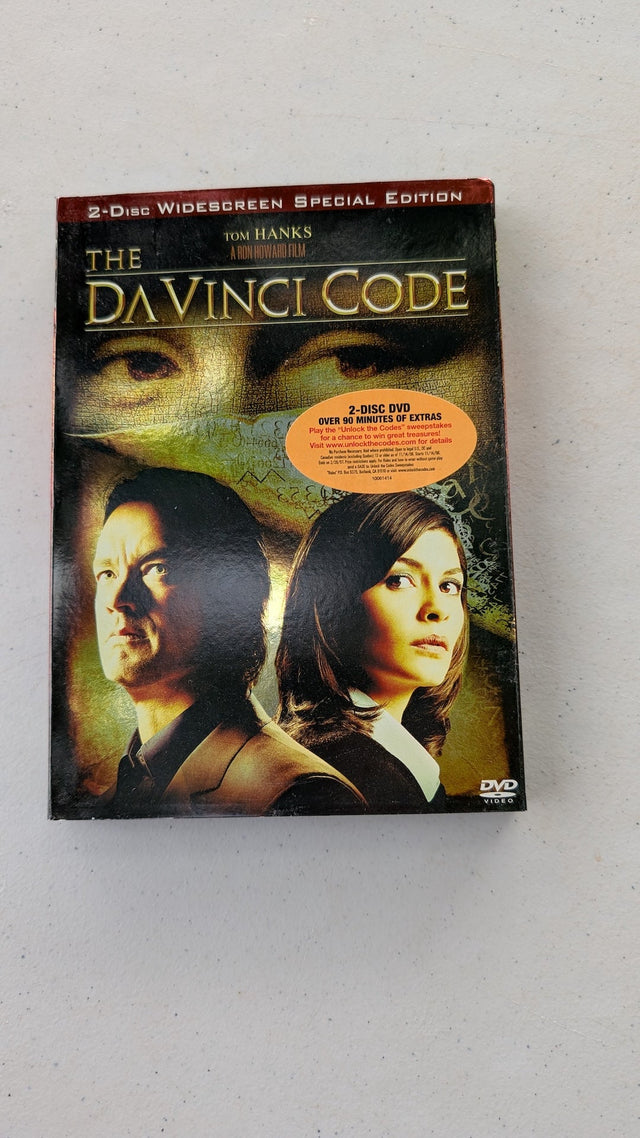 2-DISC WIDESCREEN SPECIAL EDITION
TOM HANKS
A RON HOWARD FILM
THE
DA VINCI CODE
2-DISC DVD
OVER 90 MINUTES OF EXTRAS
Play the "Unlock the Codes" sweepstakes
for a chance to win great treasures!
Visit www.unlockthecodes.com for details
DVD
VIDEO